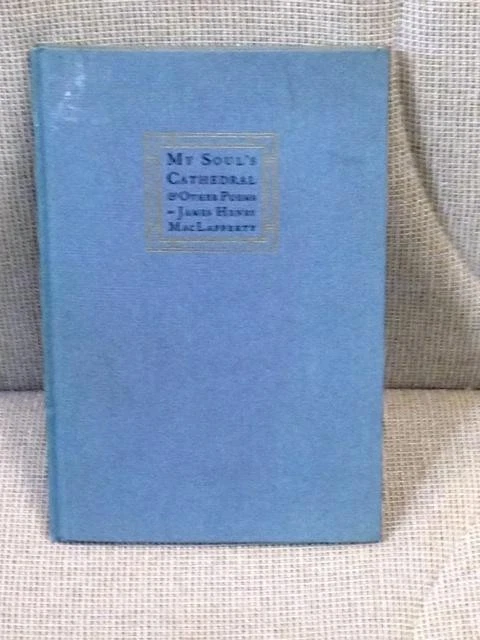 My Soul's
Cathedral
& Other Poems
– James Henry
MacLafferty